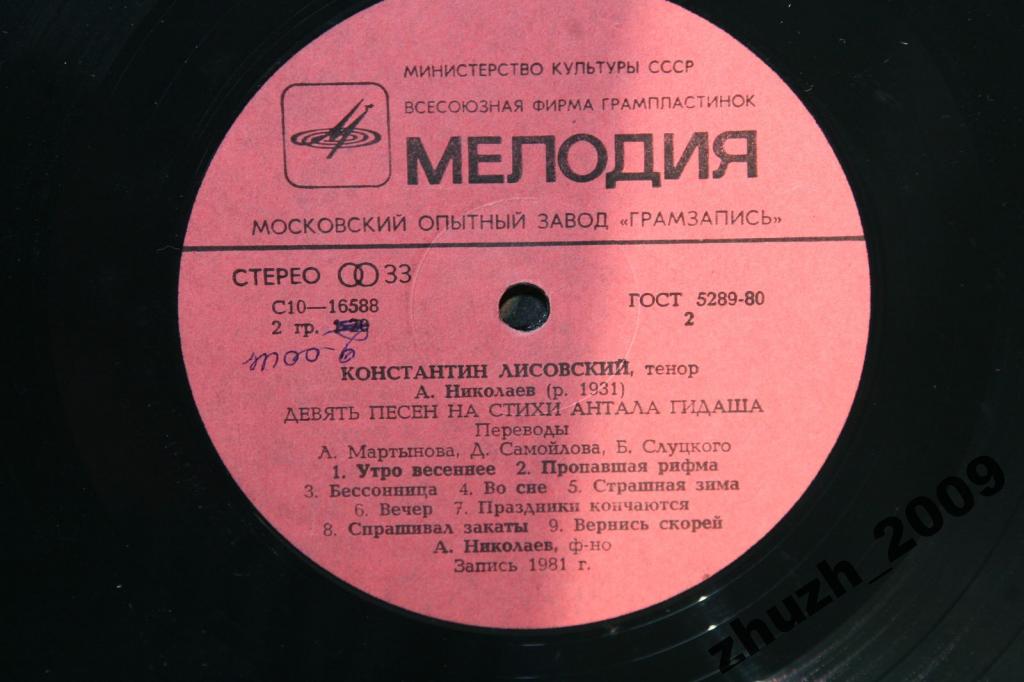 МИНИСТЕРСТВО КУЛЬТУРЫ СССР
ВСЕСОЮЗНАЯ ФИРМА ГРАМПЛАСТИНОК
МЕЛОДИЯ
МОСКОВСКИЙ ОПЫТНЫЙ ЗАВОД «ГРАМЗАПИСЬ»
СТЕРЕО 33
С10—16588
ГОСТ 5289-80
2 гр.
2
КОНСТАНТИН ЛИСОВСКИЙ, тенор
А. Николаев (р. 1931)
ДЕВЯТЬ ПЕСЕН НА СТИХИ АНТАЛА ГИДАША
Переводы
Л. Мартынова, Д. Самойлова, Б. Слуцкого
1. Утро весеннее 2. Пропавшая рифма
3. Бессонница 4. Во сне 5. Страшная зима
6. Вечер 7. Праздники кончаются
8. Спрашивал закаты 9. Вернись скорей
А. Николаев, ф-но
Запись 1981 г.
zhuzh_2009